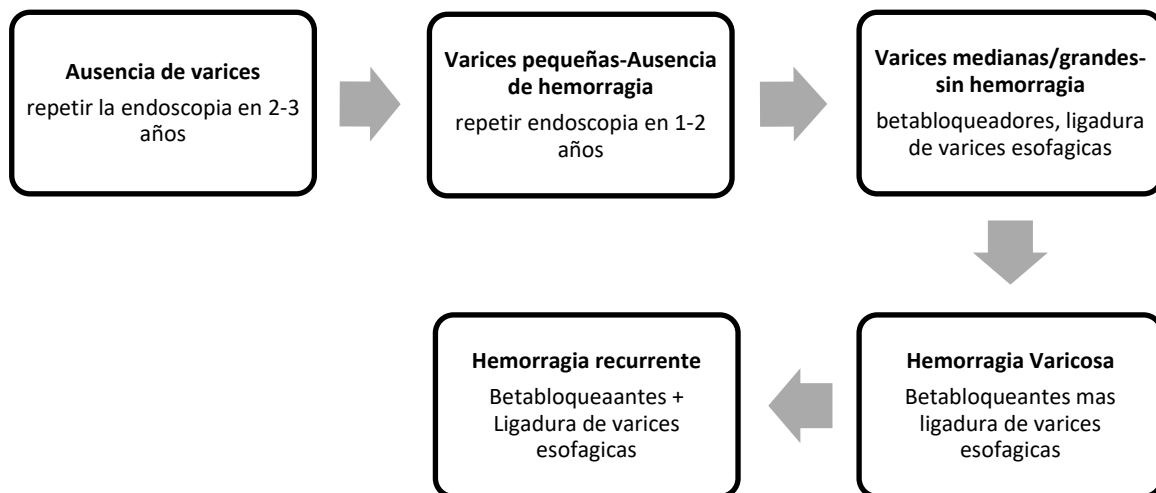 Ausencia de varices
repetir la endoscopia en 2-3
años
Varices pequeñas-Ausencia
de hemorragia
repetir endoscopia en 1-2
años
Varices medianas/grandes-
sin hemorragia
betabloqueadores, ligadura
de varices esofagicas
Hemorragia Varicosa
Betabloqueantes mas
ligadura de varices
esofagicas
Hemorragia recurrente
Betabloqueaantes +
Ligadura de varices
esofagicas